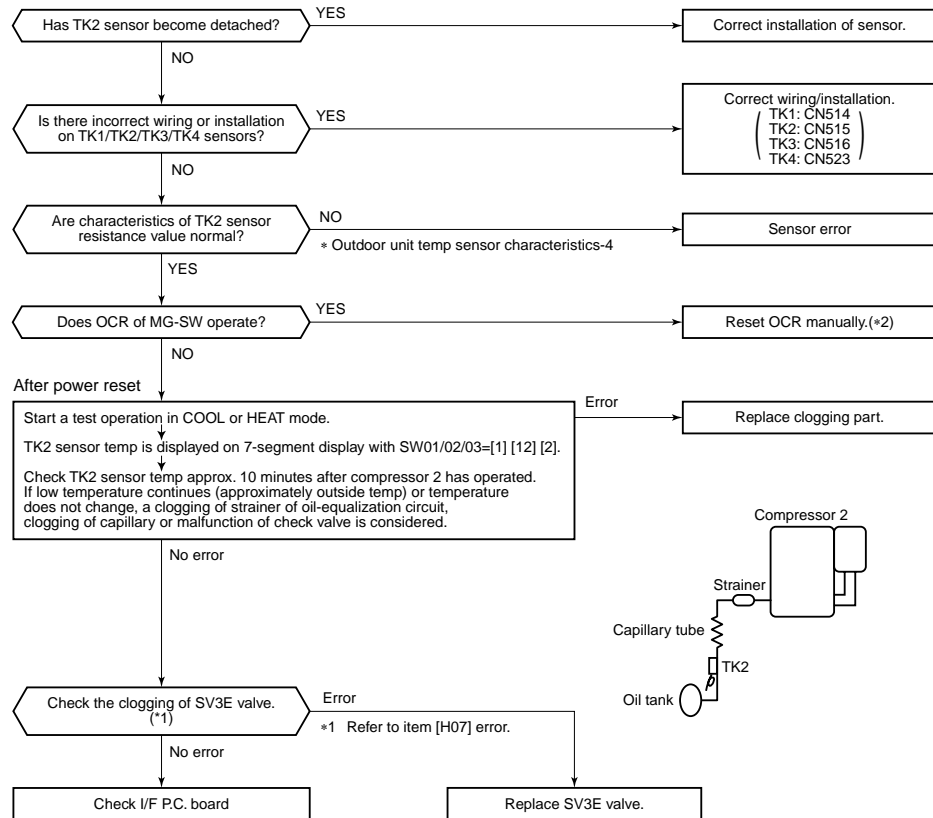 Has TK2 sensor become detached?
YES
Correct installation of sensor.
NO
Is there incorrect wiring or installation
on TK1/TK2/TK3/TK4 sensors?
YES
Correct wiring/installation.
TK1: CN514
TK2: CN515
TK3: CN516
TK4: CN523
NO
Are characteristics of TK2 sensor
resistance value normal?
NO
* Outdoor unit temp sensor characteristics-4
Sensor error
YES
Does OCR of MG-SW operate?
YES
Reset OCR manually.(*2)
NO
After power reset
Start a test operation in COOL or HEAT mode.
TK2 sensor temp is displayed on 7-segment display with SW01/02/03=[1] [12] [2].
Check TK2 sensor temp approx. 10 minutes after compressor 2 has operated.
If low temperature continues (approximately outside temp) or temperature
does not change, a clogging of strainer of oil-equalization circuit,
clogging of capillary or malfunction of check valve is considered.
Error
Replace clogging part.
No error
Compressor 2
Strainer
Capillary tube
TK2
Oil tank
Check the clogging of SV3E valve.
(*1)
Error
*1 Refer to item [H07] error.
No error
Check I/F P.C. board
Replace SV3E valve.